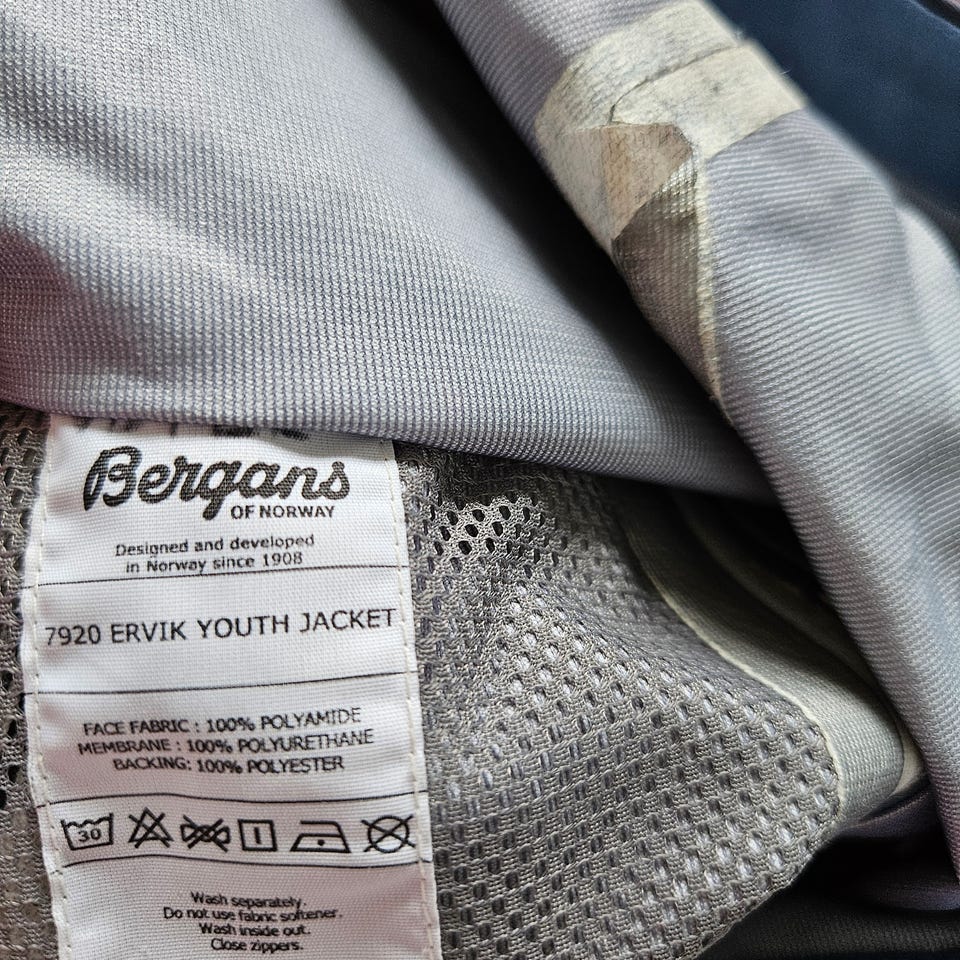 Bergans
OF NORWAY
Designed and developed
in Norway since 1908
7920 ERVIK YOUTH JACKET
FACE FABRIC : 100% POLYAMIDE
MEMBRANE : 100% POLYURETHANE
BACKING: 100% POLYESTER
30
Wash separately.
Do not use fabric softener.
Wash inside out.
Close zippers.